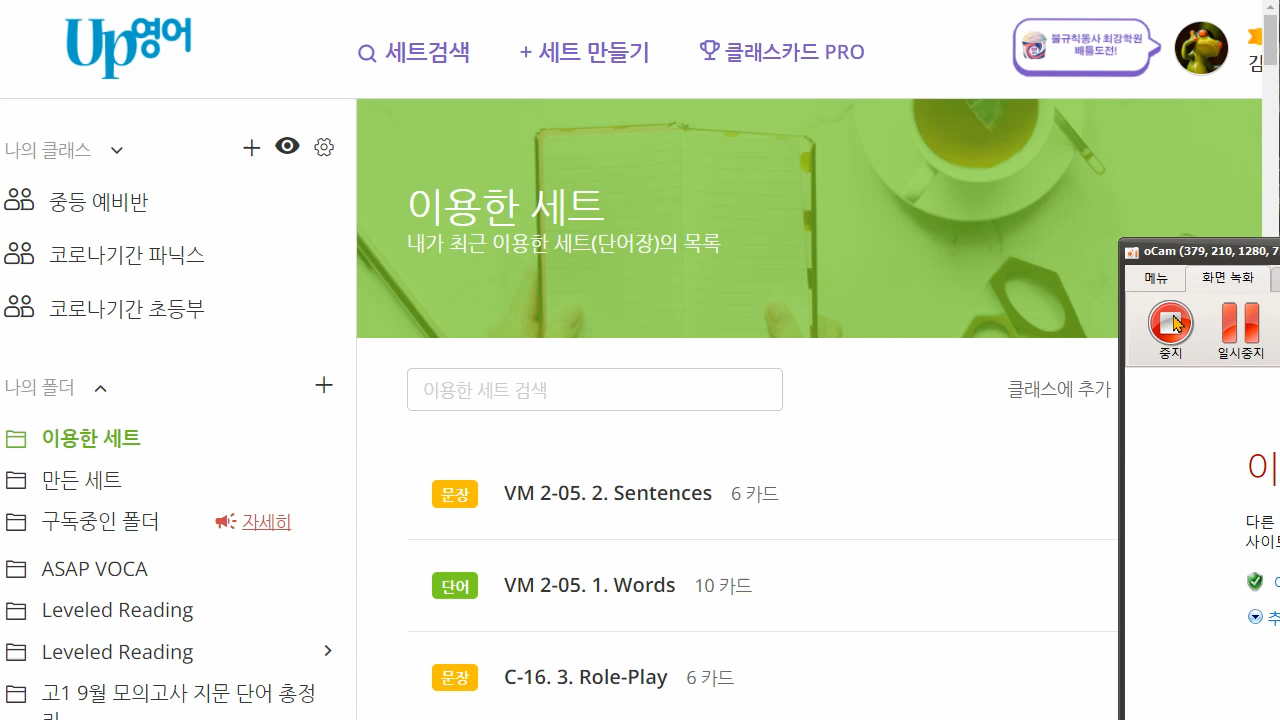 Up영어
세트검색
+ 세트 만들기
클래스카드 PRO
불규칙동사 최강학원
배틀도전!
김
나의 클래스
중등 예비반
코로나기간 파닉스
코로나기간 초등부
나의 폴더
이용한 세트
만든 세트
구독중인 폴더
자세히
ASAP VOCA
Leveled Reading
Leveled Reading
고1 9월 모의고사 지문 단어 총정
리
이용한 세트
내가 최근 이용한 세트(단어장)의 목록
이용한 세트 검색
클래스에 추가
문장 VM 2-05. 2. Sentences 6 카드
단어 VM 2-05. 1. Words 10 카드
문장 C-16. 3. Role-Play 6 카드
oCam (379, 210, 1280, 7
메뉴
화면 녹화
중지
일시중지
이
다른
사이트
추